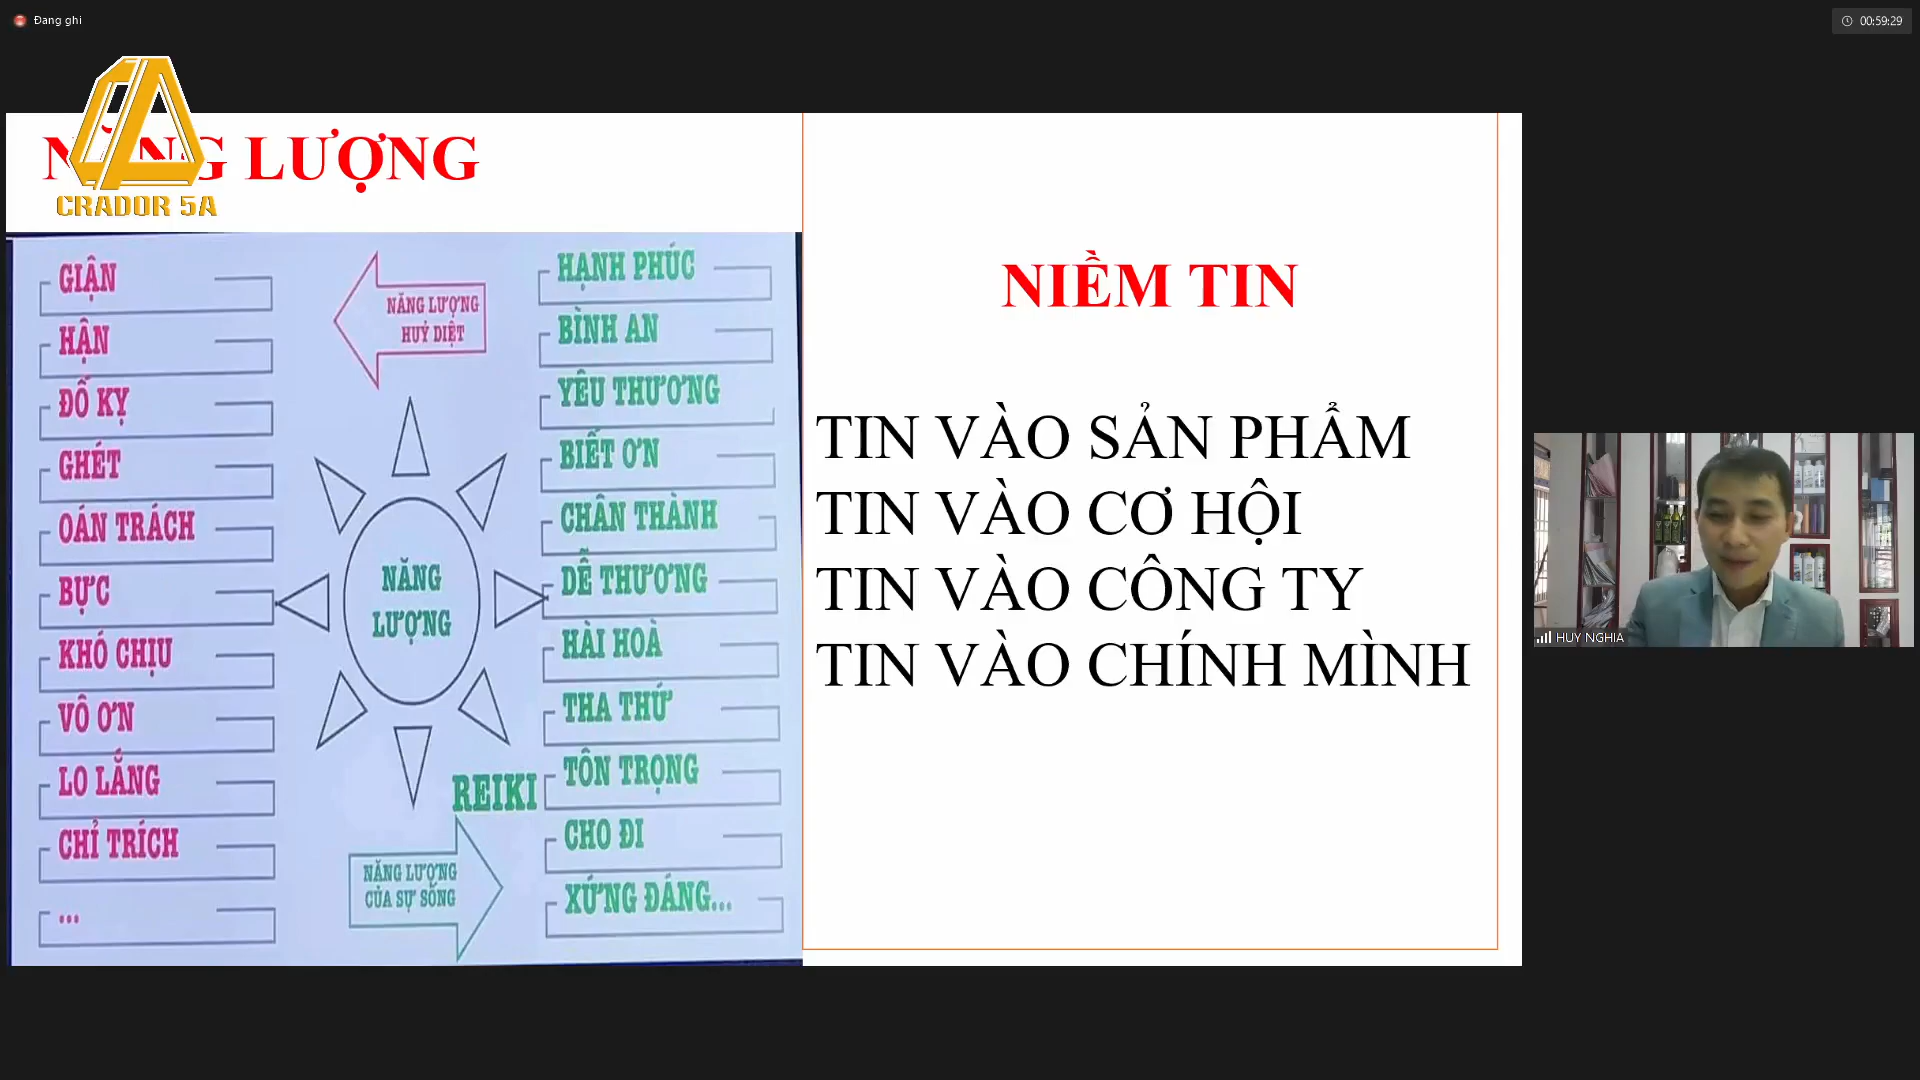 Đang ghi
00:59:29
NĂNG LƯỢNG
CRADOR 5A
GIẬN
HẬN
ĐỐ KỴ
GHÉT
OÁN TRÁCH
BỰC
KHÓ CHỊU
VÔ ƠN
LO LẮNG
CHỈ TRÍCH
...
NĂNG LƯỢNG
HUỶ DIỆT
NĂNG
LƯỢNG
REIKI
NĂNG LƯỢNG
CỦA SỰ SỐNG
HẠNH PHÚC
BÌNH AN
YÊU THƯƠNG
BIẾT ƠN
CHÂN THÀNH
DỄ THƯƠNG
HÀI HOÀ
THA THỨ
TÔN TRỌNG
CHO ĐI
XỨNG ĐÁNG...
NIỀM TIN
TIN VÀO SẢN PHẨM
TIN VÀO CƠ HỘI
TIN VÀO CÔNG TY
TIN VÀO CHÍNH MÌNH
HUY NGHIA